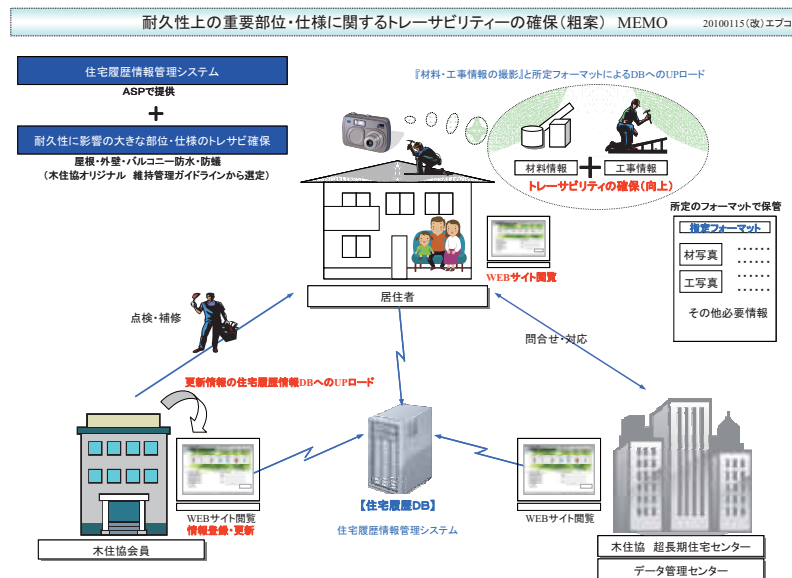 耐久性上の重要部位・仕様に関するトレーサビリティーの確保（粗案） MEMO
20100115（改）エプコ
住宅履歴情報管理システム
ASPで提供
＋
耐久性に影響の大きな部位・仕様のトレサビ確保
屋根・外壁・バルコニー防水・防蟻
（木住協オリジナル 維持管理ガイドラインから選定）
『材料・工事情報の撮影』と所定フォーマットによるDBへのUPロード
材料情報
＋
工事情報
トレーサビリティの確保（向上）
所定のフォーマットで保管
指定フォーマット
材写真 ‥‥‥
工写真 ‥‥‥
その他必要情報
WEBサイト閲覧
居住者
点検・補修
問合せ・対応
更新情報の住宅履歴情報DBへのUPロード
WEBサイト閲覧
情報登録・更新
木住協会員
【住宅履歴DB】
住宅履歴情報管理システム
WEBサイト閲覧
木住協 超長期住宅センター
データ管理センター